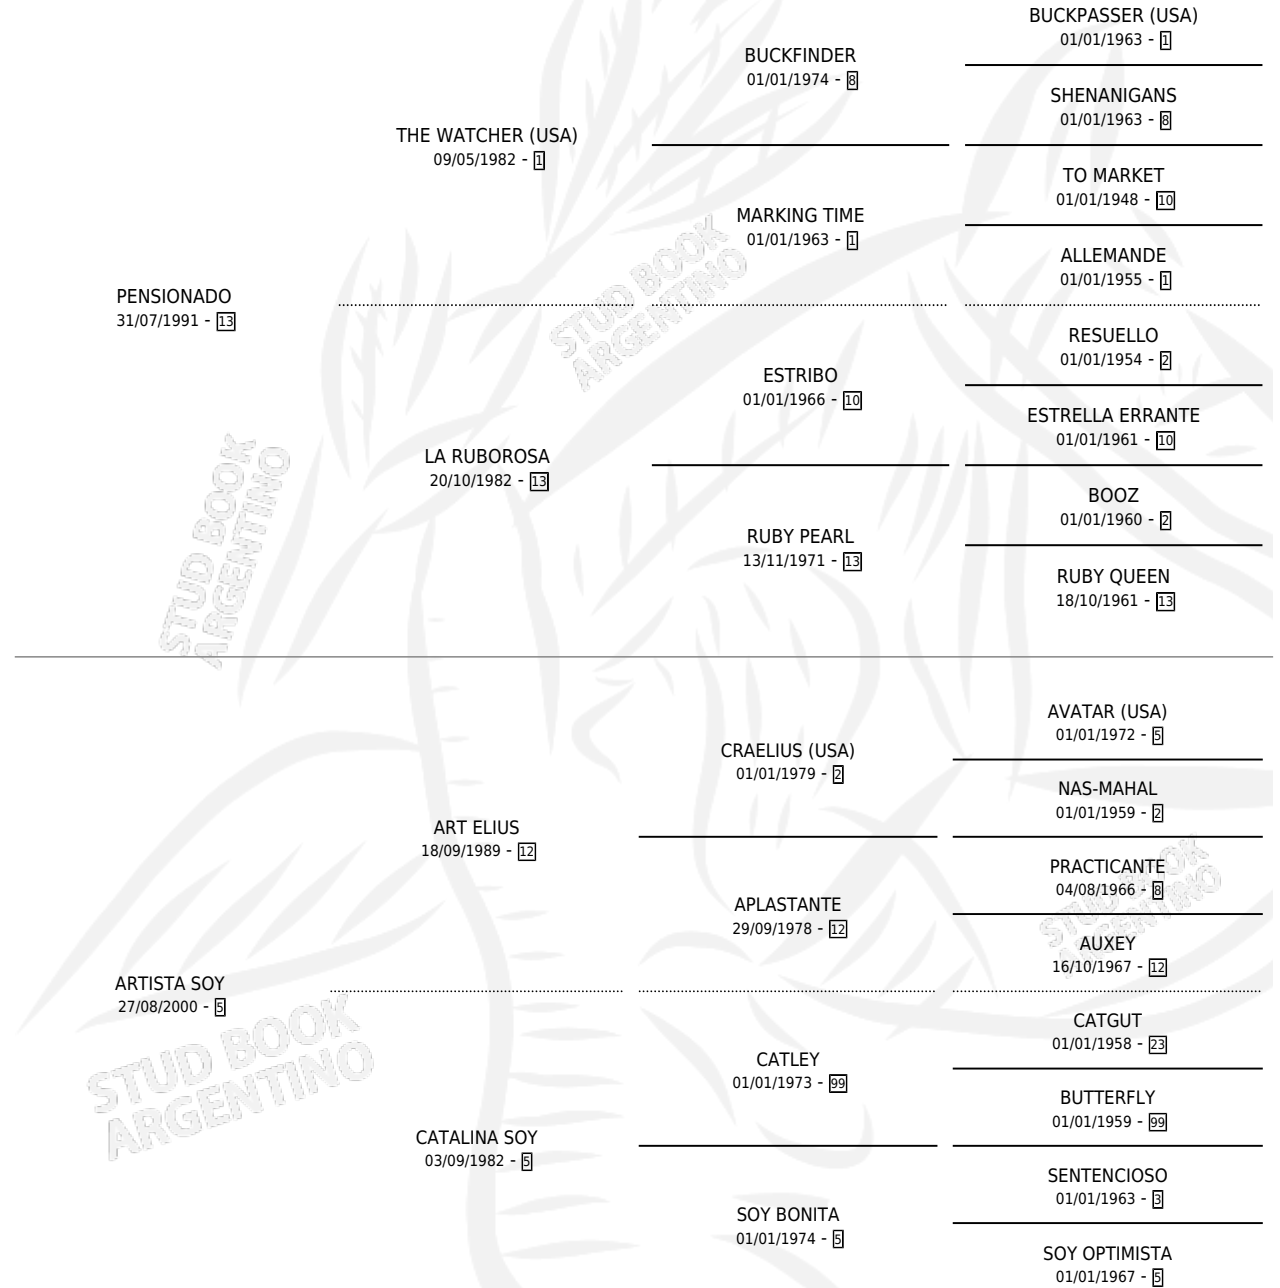 BUCKPASSER (USA)
01/01/1963 - 1
BUCKFINDER
01/01/1974 - 8
SHENANIGANS
01/01/1963 - 8
THE WATCHER (USA)
09/05/1982 - 1
TO MARKET
01/01/1948 - 10
MARKING TIME
01/01/1963 - 1
ALLEMANDE
01/01/1955 - 1
PENSIONADO
31/07/1991 - 13
RESUELLO
01/01/1954 - 2
ESTRIBO
01/01/1966 - 10
ESTRELLA ERRANTE
01/01/1961 - 10
LA RUBOROSA
20/10/1982 - 13
BOOZ
01/01/1960 - 2
RUBY PEARL
13/11/1971 - 13
RUBY QUEEN
18/10/1961 - 13
STUD BOOK
ARGENTINO
STUD BOOK
ARGENTINO
AVATAR (USA)
01/01/1972 - 5
CRAELIUS (USA)
01/01/1979 - 2
NAS-MAHAL
01/01/1959 - 2
ART ELIUS
18/09/1989 - 12
PRACTICANTE
04/08/1966 - 8
APLASTANTE
29/09/1978 - 12
AUXEY
16/10/1967 - 12
ARTISTA SOY
27/08/2000 - 5
CATGUT
01/01/1958 - 23
CATLEY
01/01/1973 - 99
BUTTERFLY
01/01/1959 - 99
CATALINA SOY
03/09/1982 - 5
SENTENCIOSO
01/01/1963 - 3
SOY BONITA
01/01/1974 - 5
SOY OPTIMISTA
01/01/1967 - 5
STUD BOOK
ARGENTINO
STUD BOOK
ARGENTINO